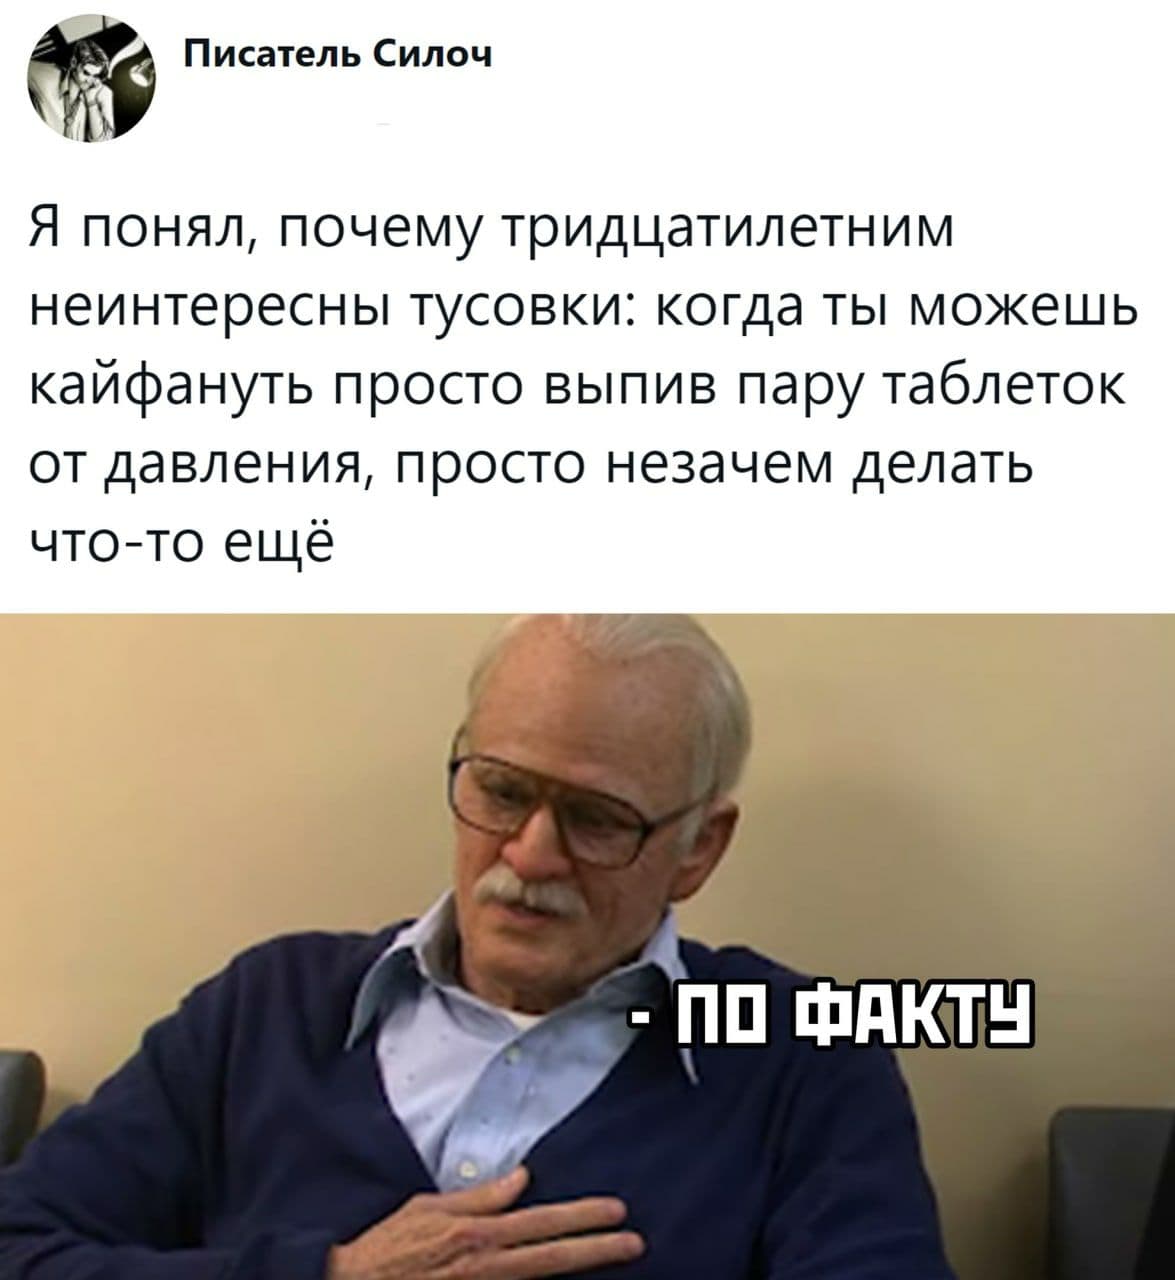 Писатель Силоч
Я понял, почему тридцатилетним
неинтересны тусовки: когда ты можешь
кайфануть просто выпив пару таблеток
от давления, просто незачем делать
что-то ещё
- ПО ФАКТУ